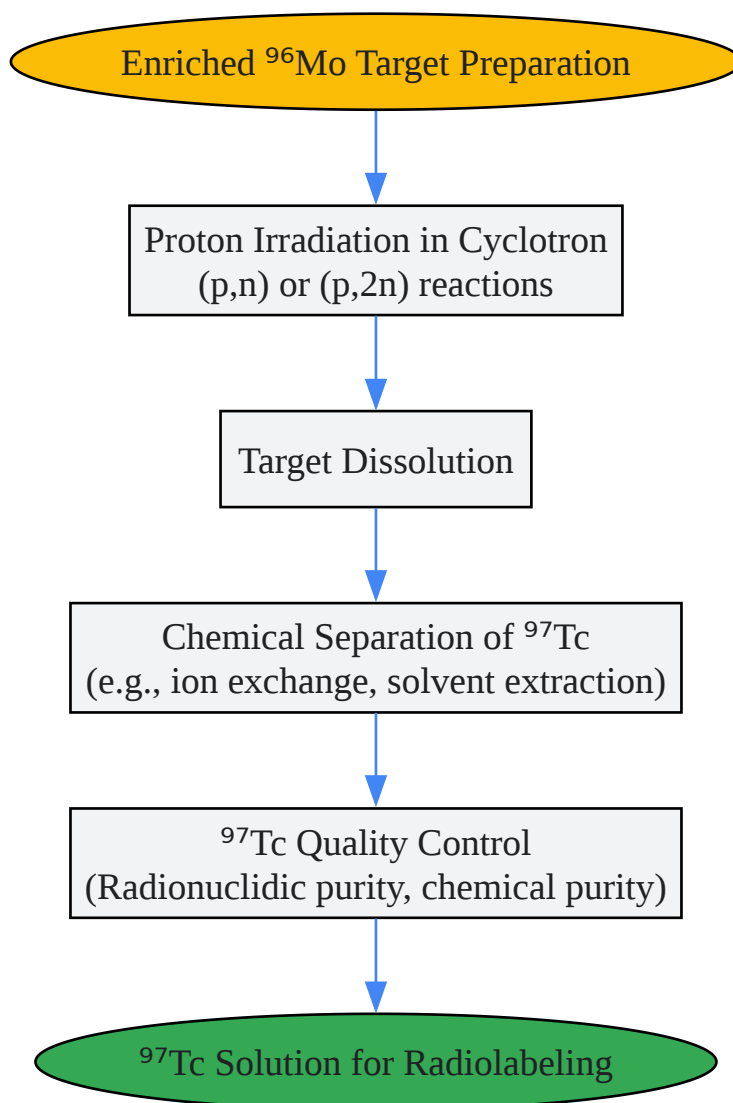 Enriched ⁹⁶Mo Target Preparation
Proton Irradiation in Cyclotron
(p,n) or (p,2n) reactions
Target Dissolution
Chemical Separation of ⁹⁷Tc
(e.g., ion exchange, solvent extraction)
⁹⁷Tc Quality Control
(Radionuclidic purity, chemical purity)
⁹⁷Tc Solution for Radiolabeling